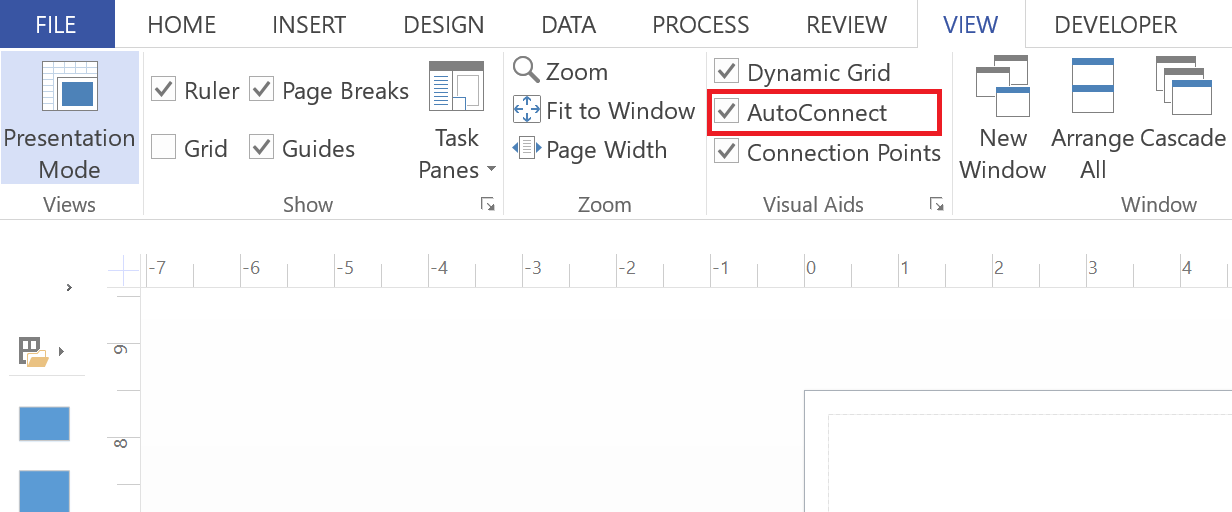 FILE HOME INSERT DESIGN DATA PROCESS REVIEW VIEW DEVELOPER
Presentation
Mode
Views
Ruler
Page Breaks
Grid
Guides
Task
Panes
Show
Zoom
Fit to Window
Page Width
Zoom
Dynamic Grid
AutoConnect
Connection Points
Visual Aids
New
Window
Arrange
All
Cascade
Window
-7 -6 -5 -4 -3 -2 -1 0 1 2 3 4
9
8